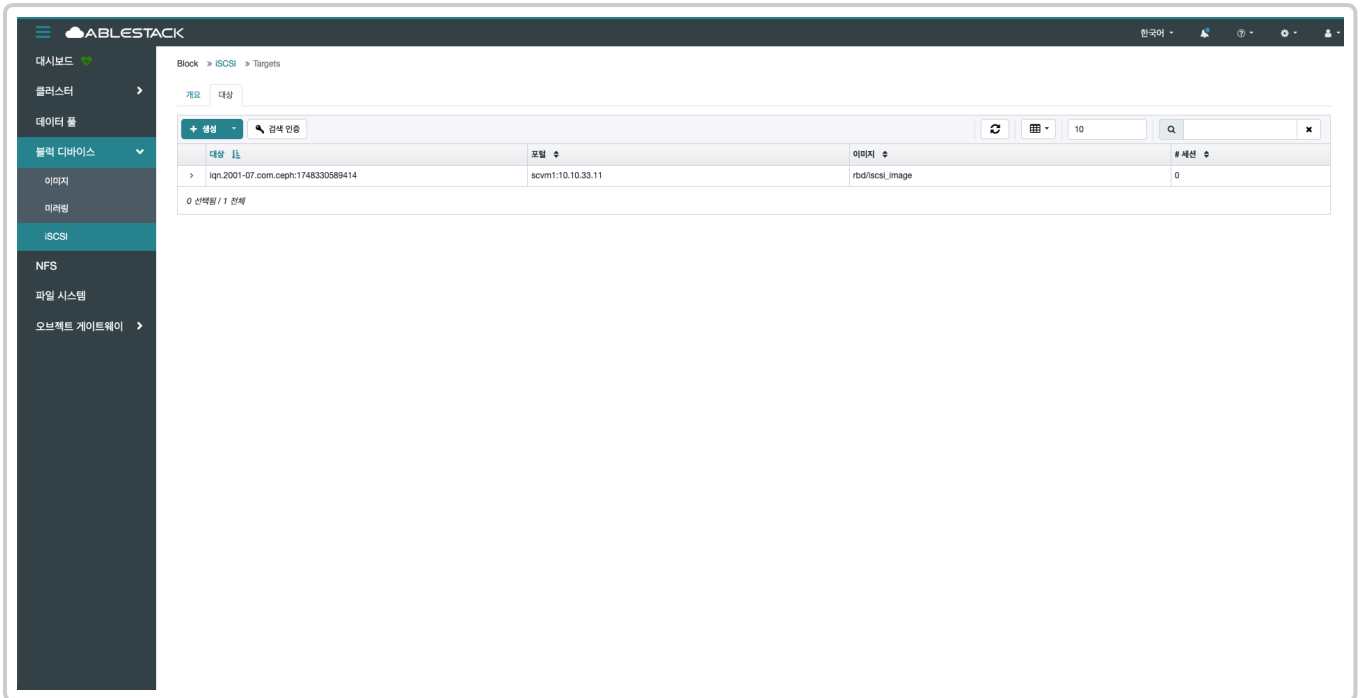 ABLESTACK
한국어
대시보드
클러스터
데이터 풀
블럭 디바이스
이미지
미러링
iSCSI
NFS
파일 시스템
오브젝트 게이트웨이
Block » iSCSI » Targets
개요 대상
+ 생성 검색 인증 10
대상 포털 이미지 # 세션
iqn.2001-07.com.ceph:1748330589414 scvm1:10.10.33.11 rbd/iscsi_image 0
0 선택됨 / 1 전체